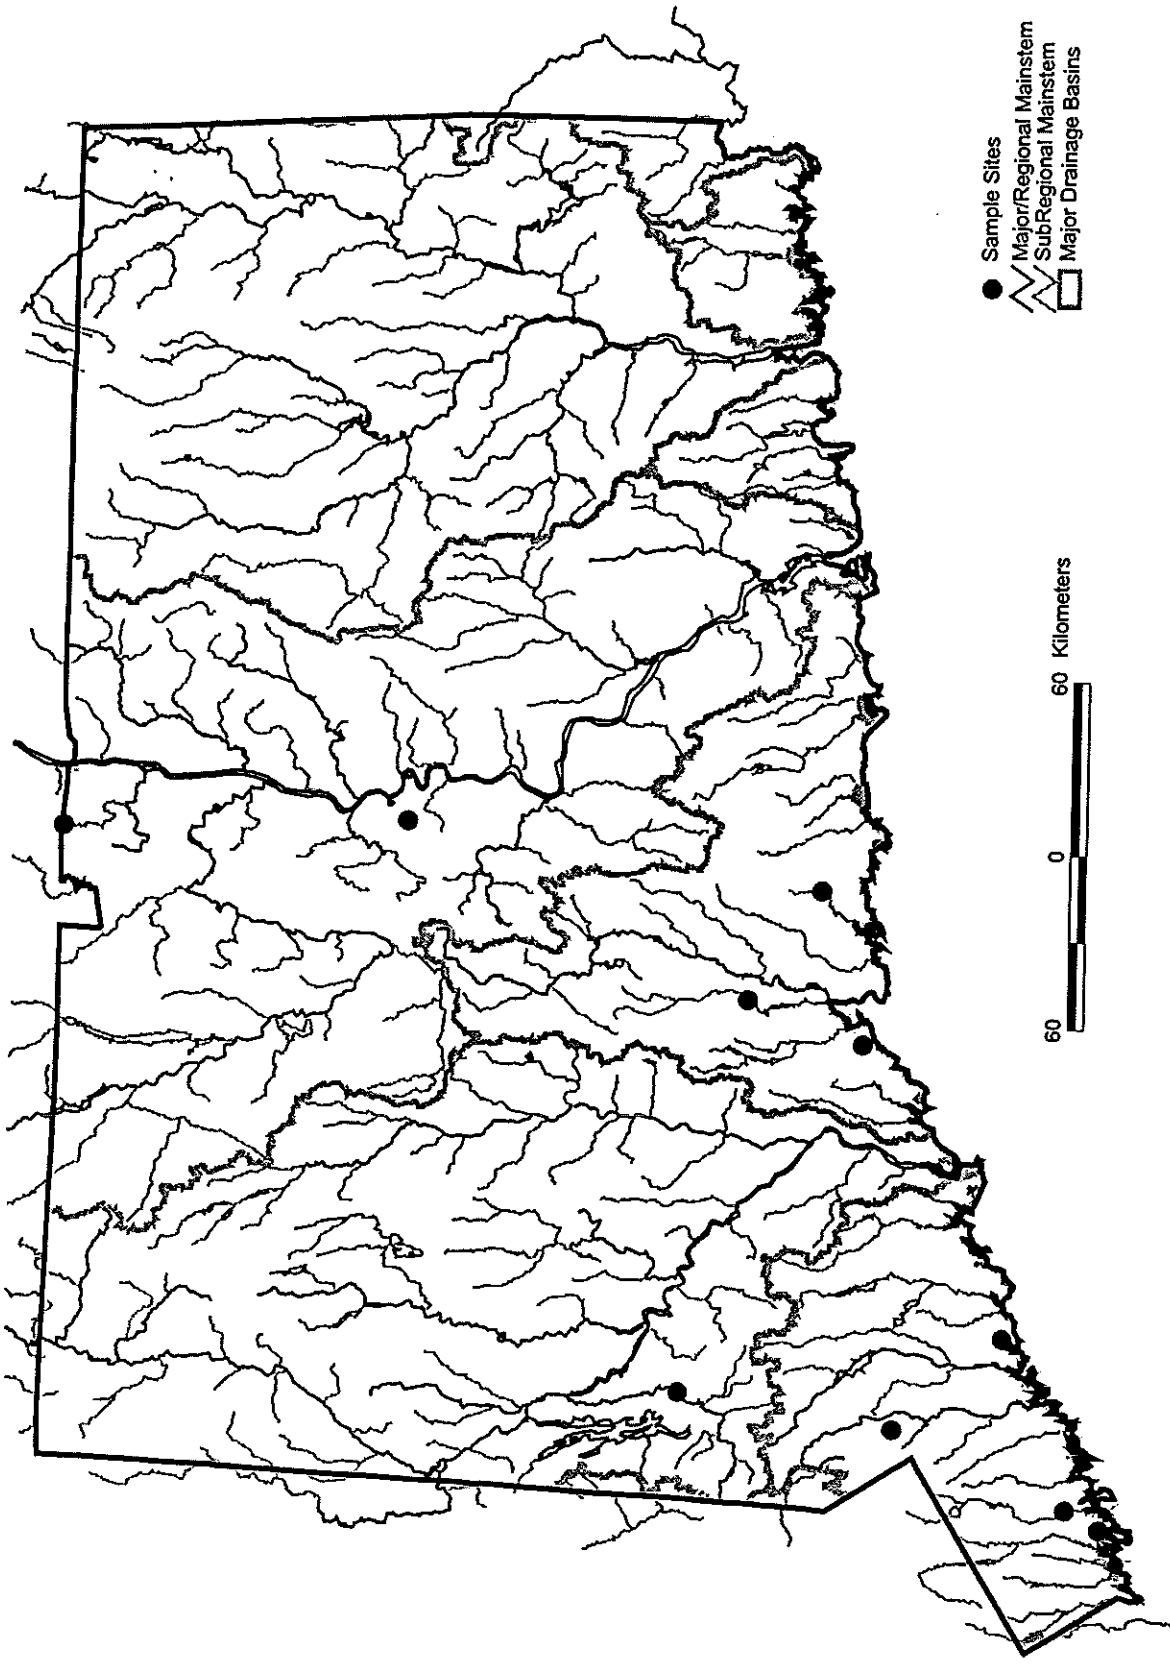 Sample Sites
Major/Regional Mainstem
SubRegional Mainstem
Major Drainage Basins
60 0 60 Kilometers